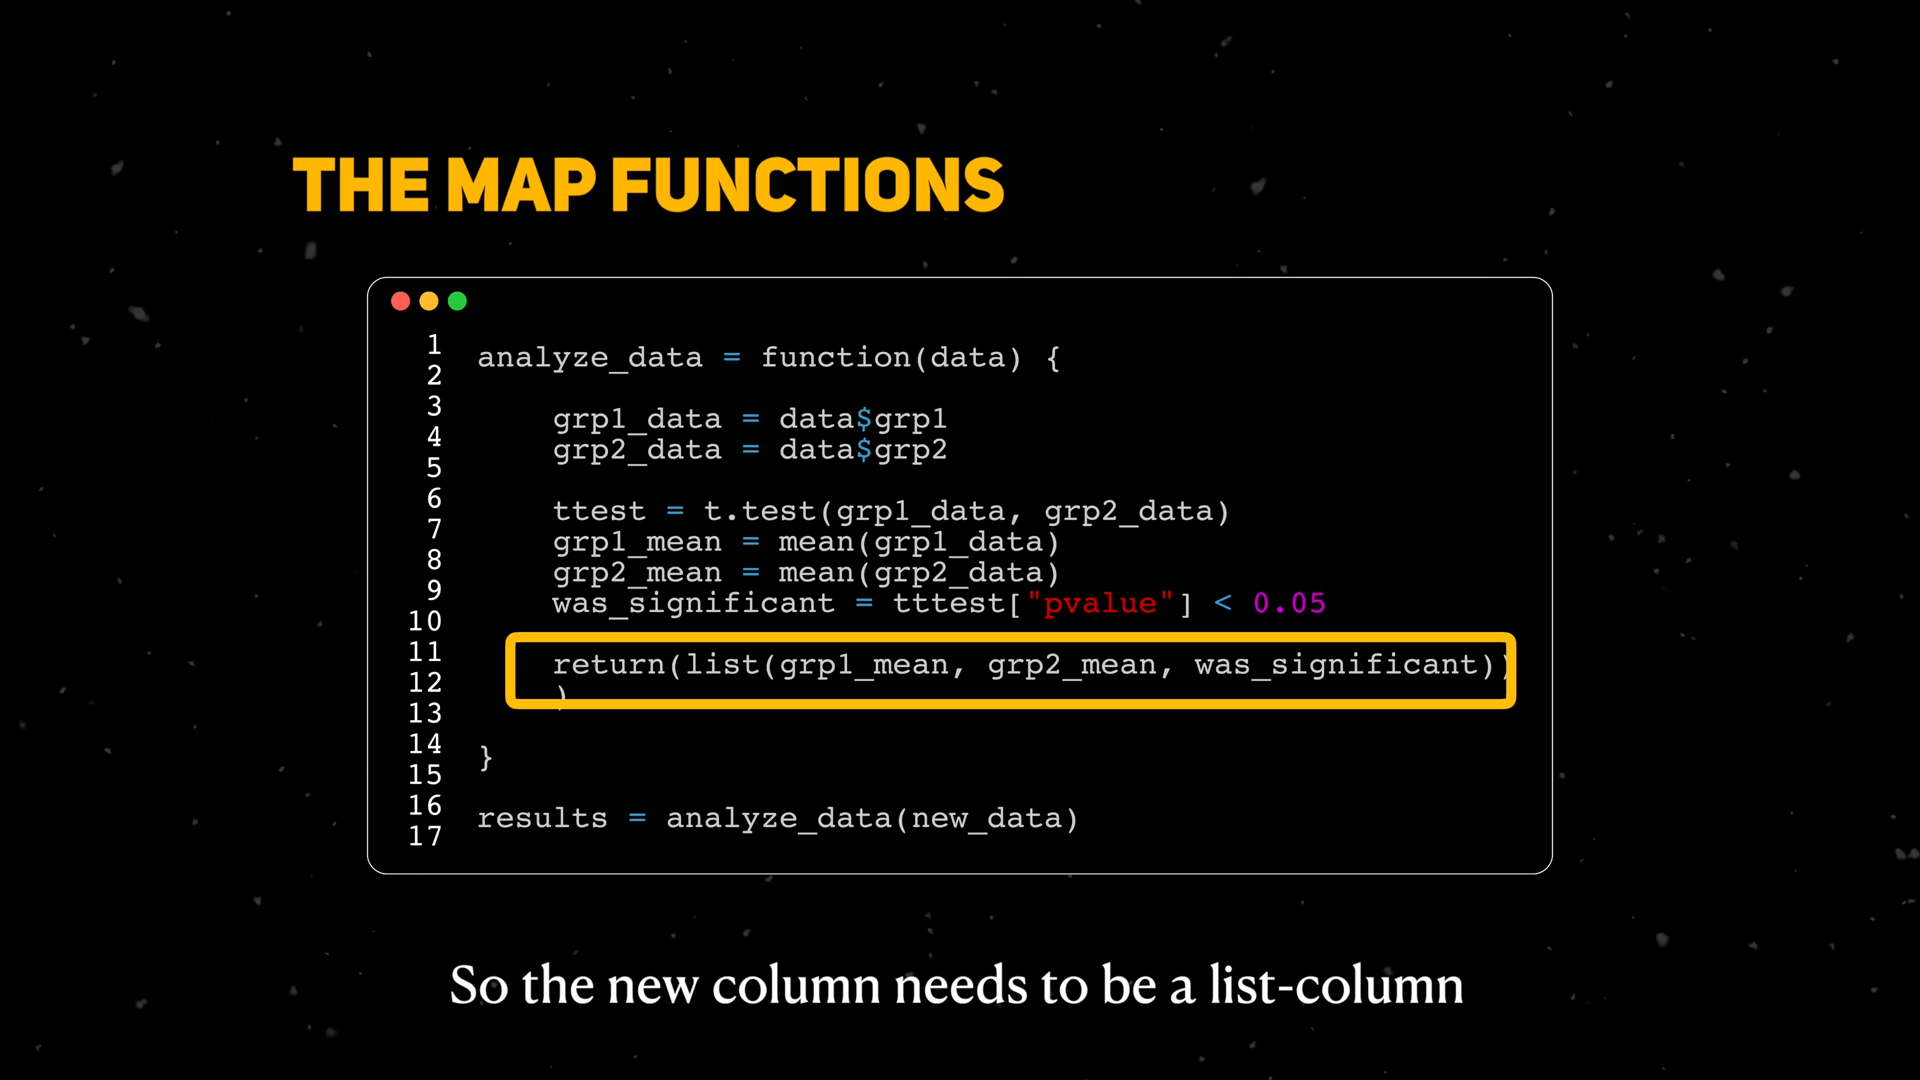 THE MAP FUNCTIONS
1
2
3
4
5
6
7
8
9
10
11
12
13
14
15
16
17
analyze_data = function(data) {
grp1_data = data$grp1
grp2_data = data$grp2
ttest = t.test(grp1_data, grp2_data)
grp1_mean = mean(grp1_data)
grp2_mean = mean(grp2_data)
was_significant = tttest["pvalue"] < 0.05
return(list(grp1_mean, grp2_mean, was_significant))
)
}
results = analyze_data(new_data)
So the new column needs to be a list-column